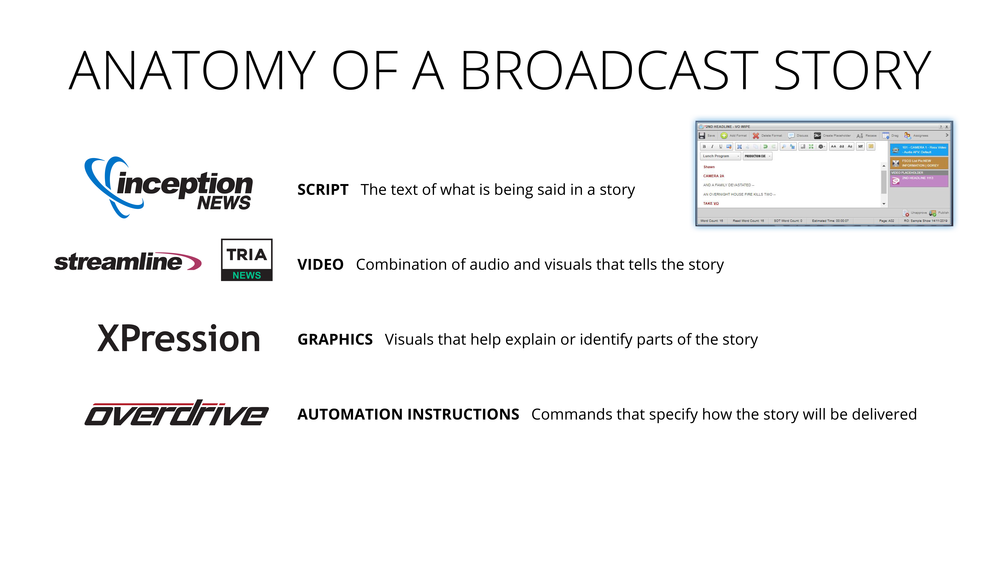 ANATOMY OF A BROADCAST STORY
inception
NEWS
SCRIPT The text of what is being said in a story
*2ND HEADLINE - VO WIPE
? X
Save Add Format Delete Format Discuss Create Placeholder Recase Drag Assignees >
B I U AA aa Aa SOT
Lunch Program PRODUCTION CUE
Shawn
CAMERA 2A
AND A FAMILY DEVASTATED --
AN OVERNIGHT HOUSE FIRE KILLS TWO --
TAKE VO
101 - CAMERA 1 - Ross Video
- Audio AFV: Default
FSCG List Pic:NEW
INFORMATION | GOREY
VIDEO PLACEHOLDER
2ND HEADLINE 1113
Unapprove Publish
Word Count: 16 Read Word Count: 16 SOT Word Count: 0 Estimated Time: 00:00:07 Page: A02 RO: Sample Show 14/11/2019
streamline
TRIA
NEWS
VIDEO Combination of audio and visuals that tells the story
XPression
GRAPHICS Visuals that help explain or identify parts of the story
overdrive
AUTOMATION INSTRUCTIONS Commands that specify how the story will be delivered